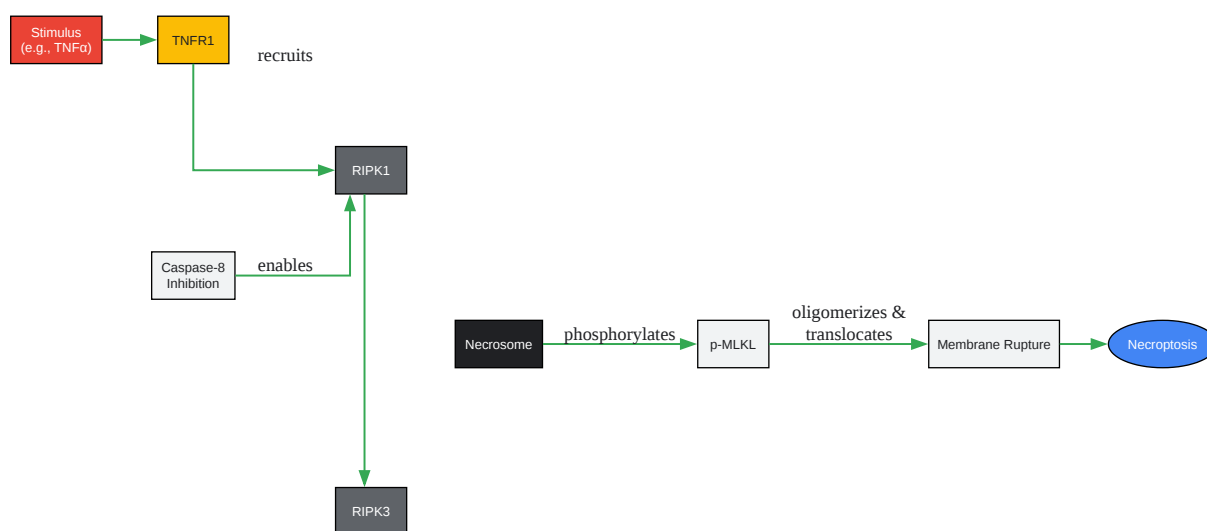 Stimulus
(e.g., TNFα)
TNFR1
recruits
RIPK1
Caspase-8
Inhibition
enables
Necrosome
phosphorylates
p-MLKL
oligomerizes &
translocates
Membrane Rupture
Necroptosis
RIPK3